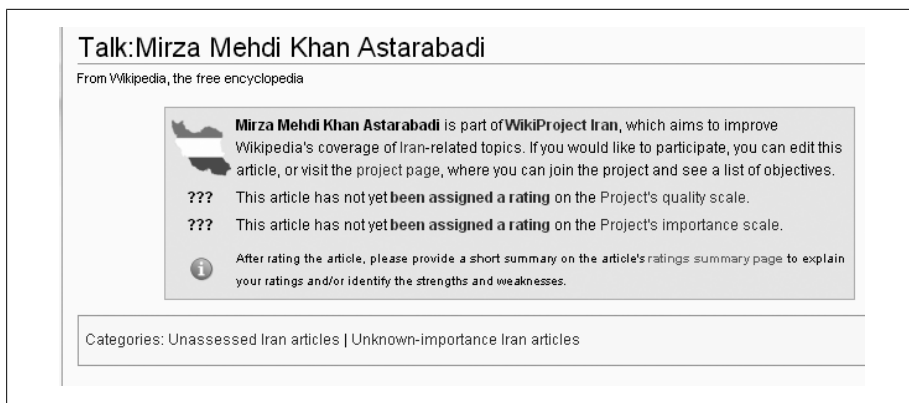 Talk:Mirza Mehdi Khan Astarabadi
From Wikipedia, the free encyclopedia
Mirza Mehdi Khan Astarabadi is part of WikiProject Iran, which aims to improve
Wikipedia's coverage of Iran-related topics. If you would like to participate, you can edit this
article, or visit the project page, where you can join the project and see a list of objectives.
??? This article has not yet been assigned a rating on the Project's quality scale.
??? This article has not yet been assigned a rating on the Project's importance scale.
After rating the article, please provide a short summary on the article's ratings summary page to explain
your ratings and/or identify the strengths and weaknesses.
Categories: Unassessed Iran articles | Unknown-importance Iran articles